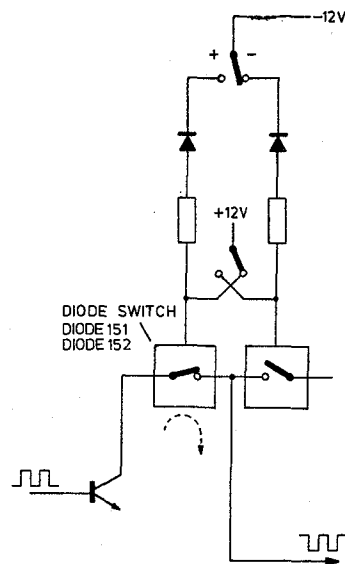 -12V
+ -
+12V
DIODE SWITCH
DIODE 151
DIODE 152